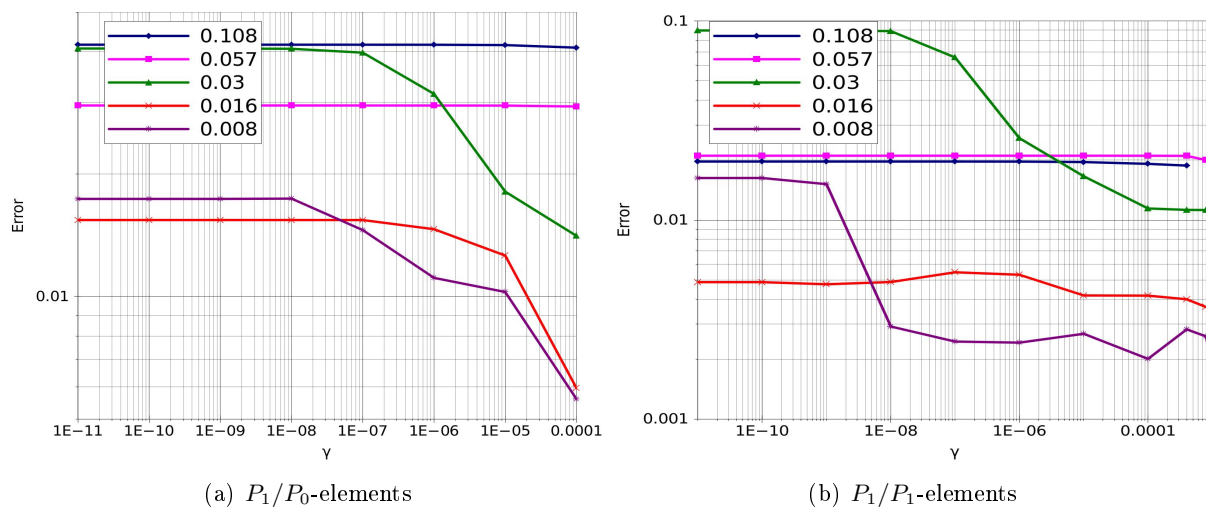 0.108
0.057
0.03
0.016
0.008
Error
0.01
1E-11 1E-10 1E-09 1E-08 1E-07 1E-06 1E-05 0.0001
γ
(a) P₁/P₀-elements
0.1
0.108
0.057
0.03
0.016
0.008
Error
0.01
0.001
1E-10 1E-08 1E-06 0.0001
γ
(b) P₁/P₁-elements